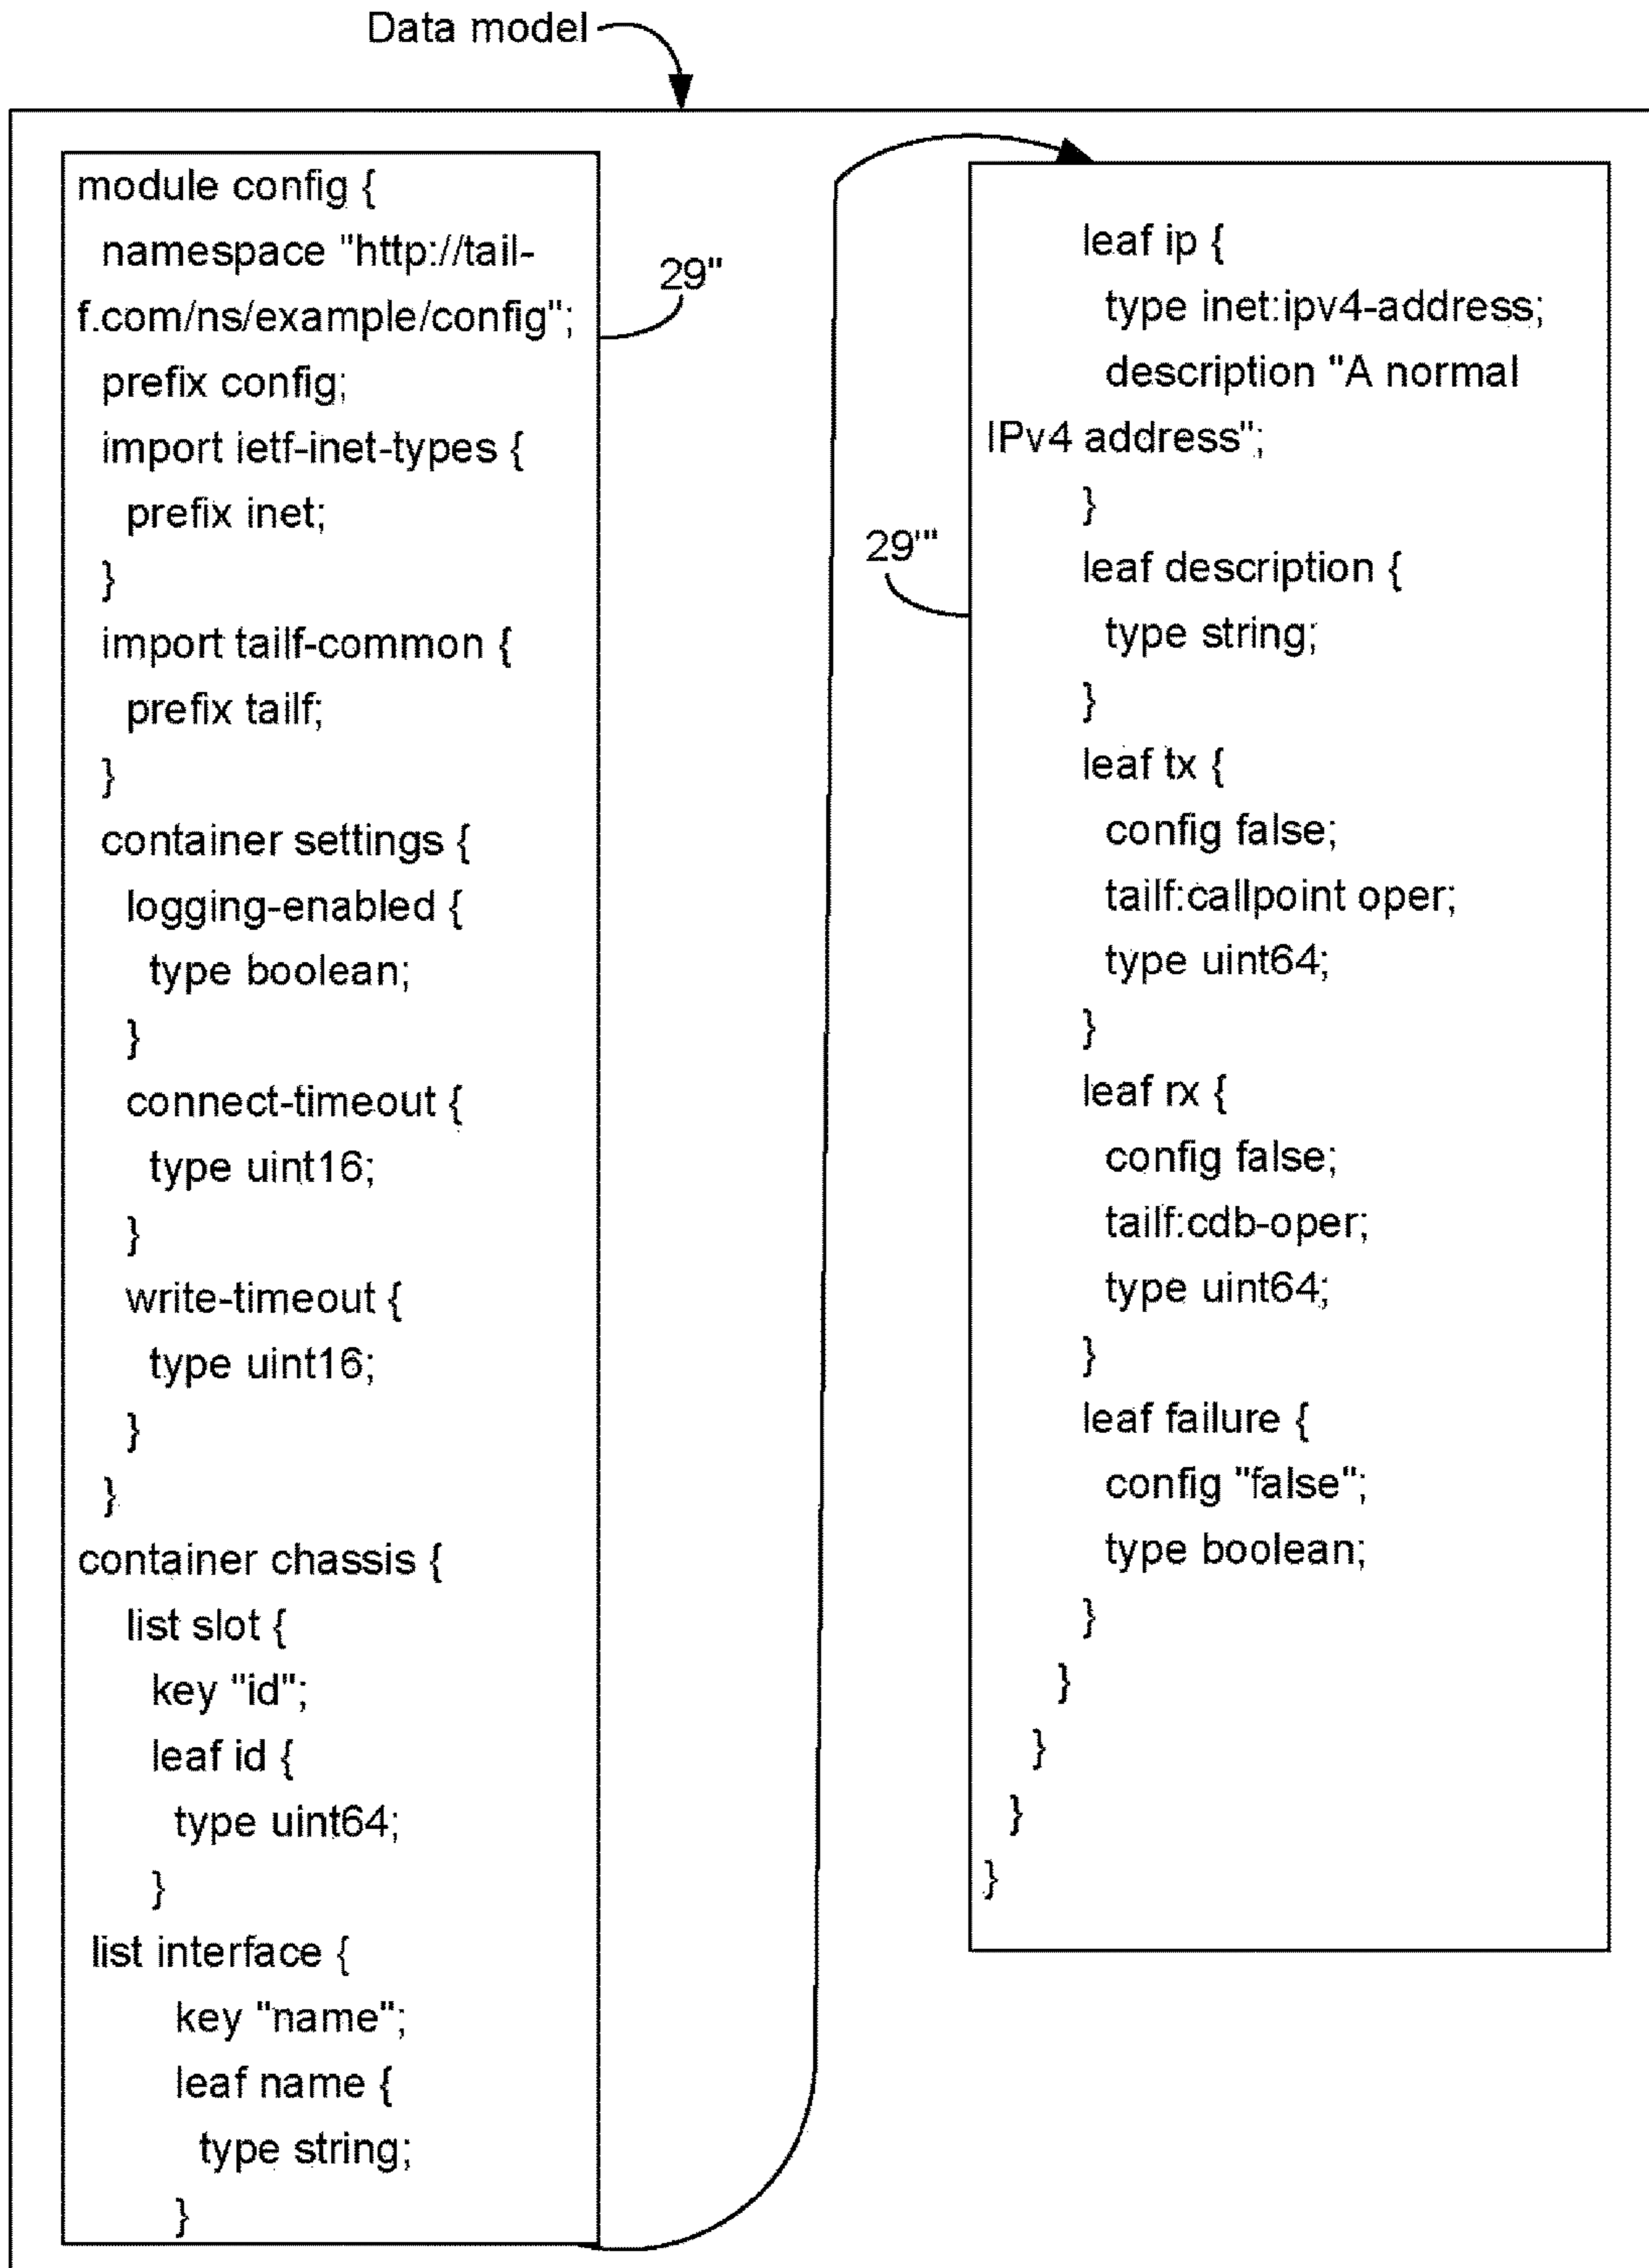 Data model
module config {
namespace "http://tail-
f.com/ns/example/config";
prefix config;
import ietf-inet-types {
prefix inet;
}
import tailf-common {
prefix tailf;
}
container settings {
logging-enabled {
type boolean;
}
connect-timeout {
type uint16;
}
write-timeout {
type uint16;
}
}
container chassis {
list slot {
key "id";
leaf id {
type uint64;
}
list interface {
key "name";
leaf name {
type string;
}
29"
leaf ip {
type inet:ipv4-address;
description "A normal
IPv4 address";
}
leaf description {
type string;
}
leaf tx {
config false;
tailf:callpoint oper;
type uint64;
}
leaf rx {
config false;
tailf:cdb-oper;
type uint64;
}
leaf failure {
config "false";
type boolean;
}
}
}
}
}
29'"